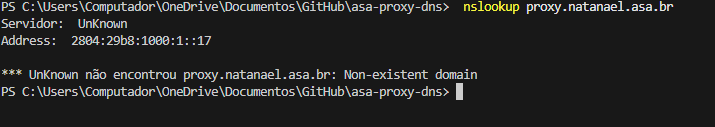 PS C:\Users\Computador\OneDrive\Documentos\GitHub\asa-proxy-dns> nslookup proxy.natanael.asa.br
Servidor:  UnKnown
Address:  2804:29b8:1000:1::17

*** UnKnown não encontrou proxy.natanael.asa.br: Non-existent domain
PS C:\Users\Computador\OneDrive\Documentos\GitHub\asa-proxy-dns>